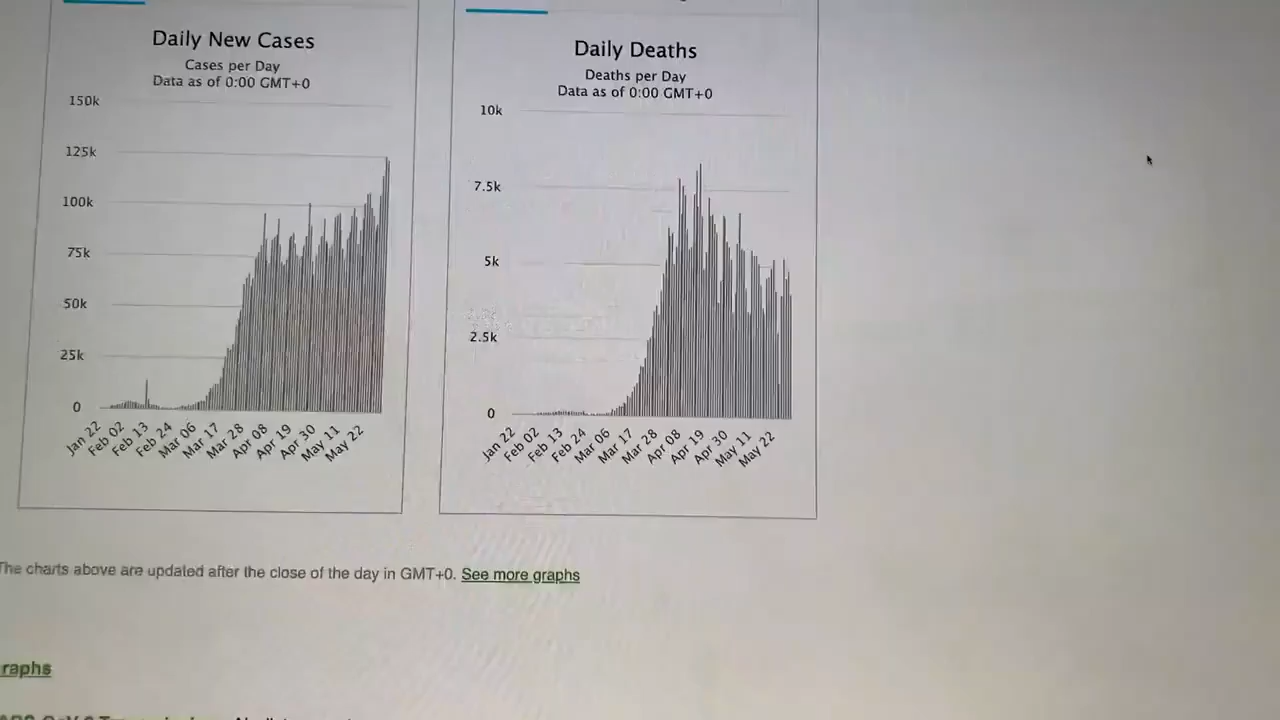 Daily New Cases
Cases per Day
Data as of 0:00 GMT+0
150k
125k
100k
75k
50k
25k
0
Jan 22
Feb 02
Feb 13
Feb 24
Mar 06
Mar 17
Mar 28
Apr 08
Apr 19
Apr 30
May 11
May 22
Daily Deaths
Deaths per Day
Data as of 0:00 GMT+0
10k
7.5k
5k
2.5k
0
Jan 22
Feb 02
Feb 13
Feb 24
Mar 06
Mar 17
Mar 28
Apr 08
Apr 19
Apr 30
May 11
May 22
The charts above are updated after the close of the day in GMT+0. See more graphs
raphs